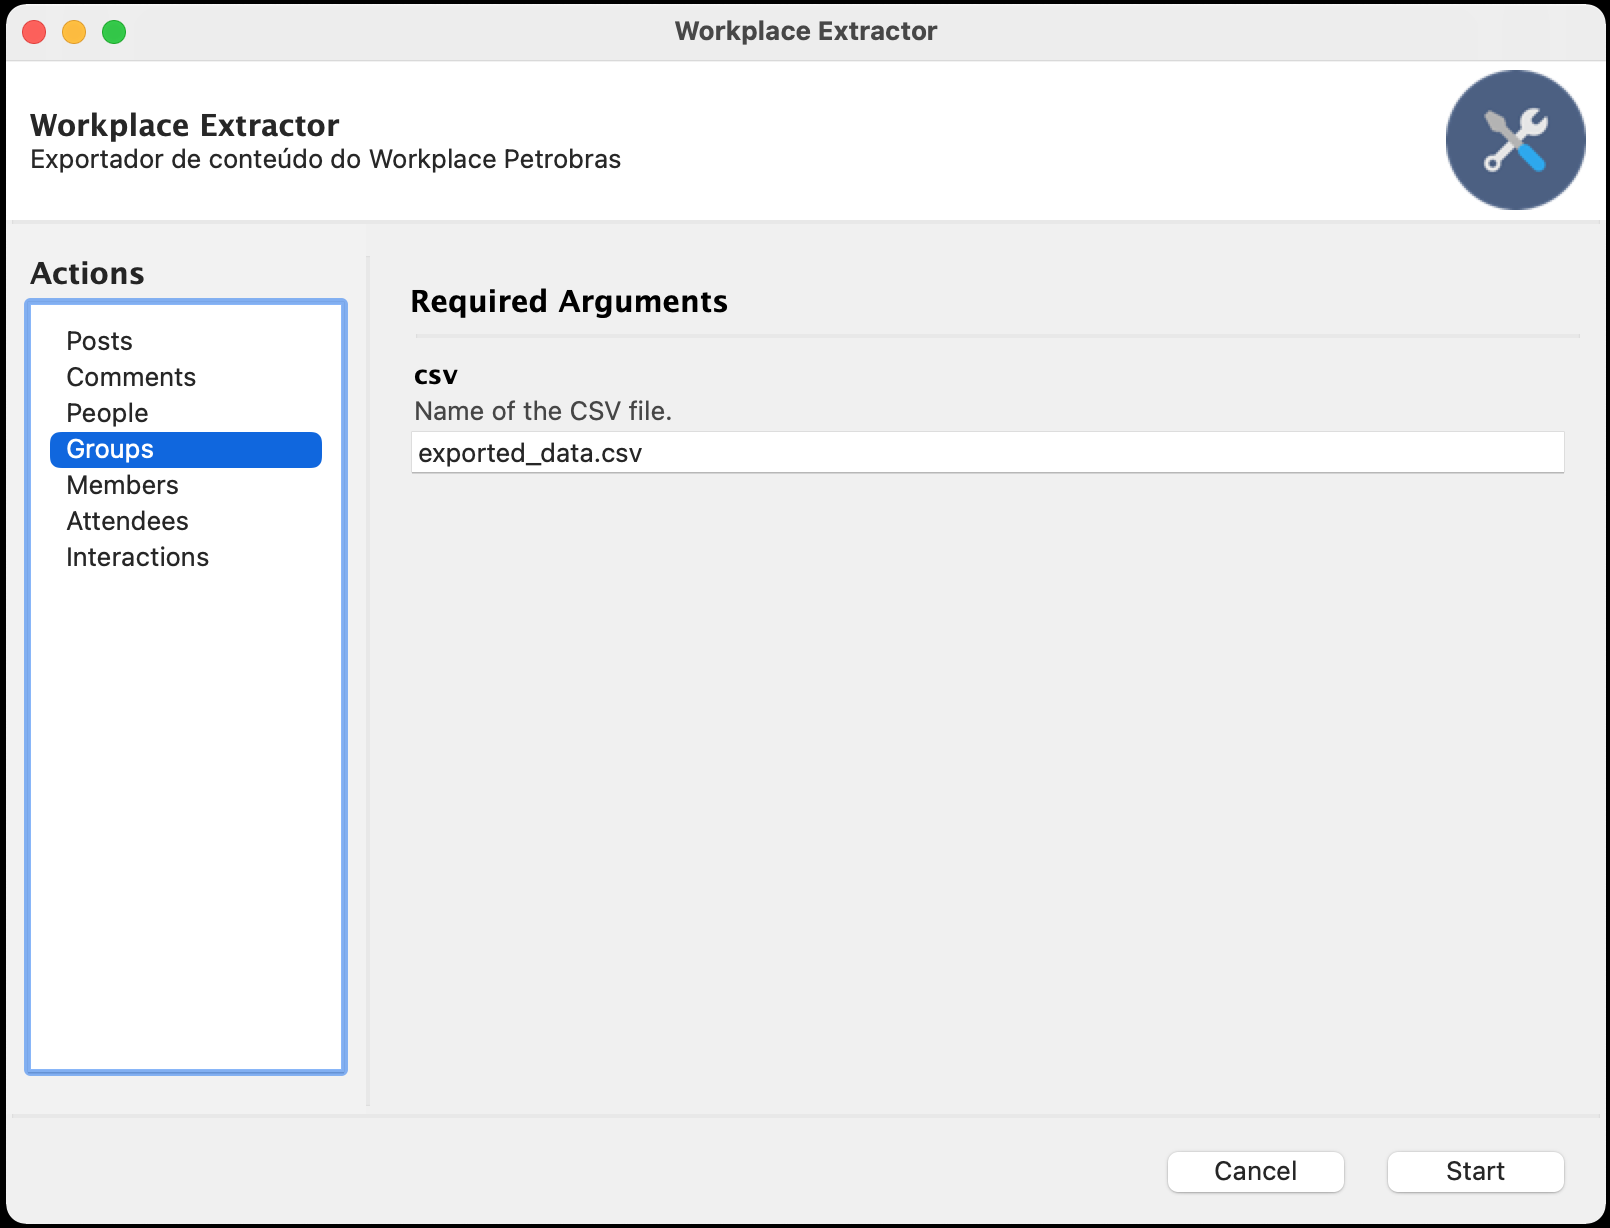 Workplace Extractor
Workplace Extractor
Exportador de conteúdo do Workplace Petrobras
Actions
Posts
Comments
People
Groups
Members
Attendees
Interactions
Required Arguments
csv
Name of the CSV file.
exported_data.csv
Cancel
Start